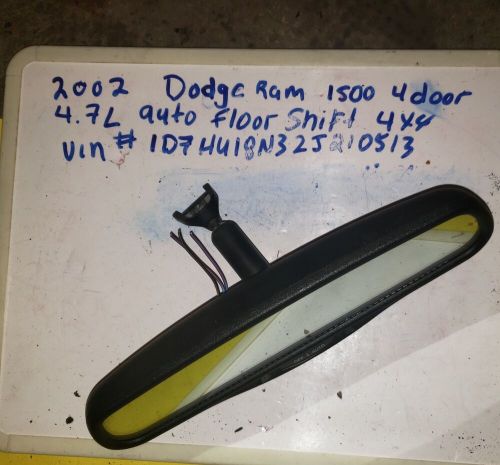 2002 Dodge Ram 1500 4door
4.7L auto Floor Shift 4x4
vin # 1D7HU18N32J210513